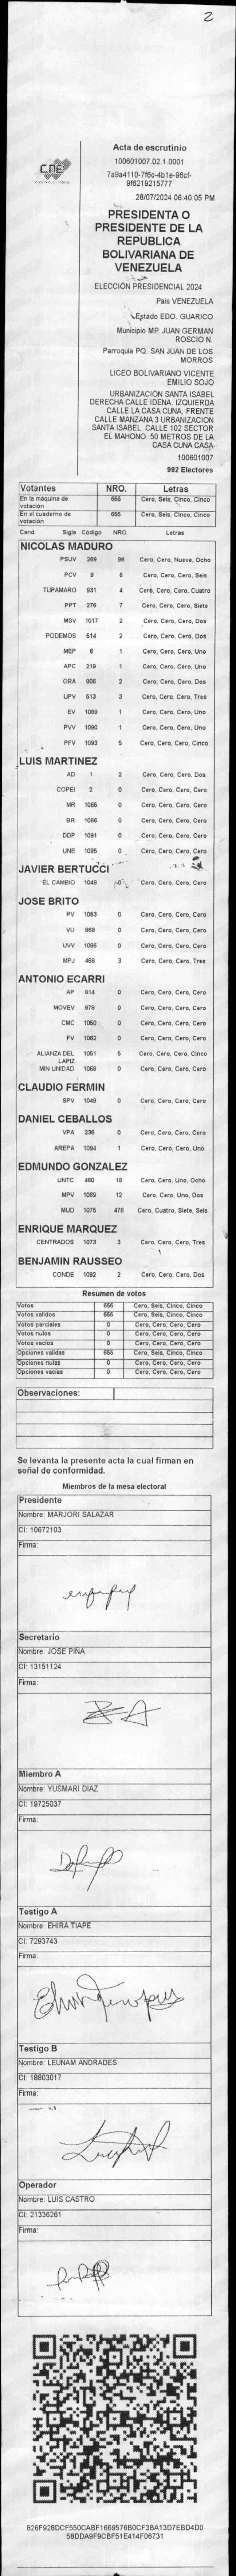 2
CNE
Acta de escrutinio
100601007.02.1.0001
7a9a4110-7f6c-4b1e-96cf-
9f6219215777
28/07/2024 06:40:05 PM
PRESIDENTA O
PRESIDENTE DE LA
REPUBLICA
BOLIVARIANA DE
VENEZUELA
ELECCIÓN PRESIDENCIAL 2024
País VENEZUELA
Estado EDO. GUARICO
Municipio MP. JUAN GERMAN
ROSCIO N.
Parroquia PQ. SAN JUAN DE LOS
MORROS
LICEO BOLIVARIANO VICENTE
EMILIO SOJO
URBANIZACIÓN SANTA ISABEL
DERECHA CALLE IDENA. IZQUIERDA
CALLE LA CASA CUNA. FRENTE
CALLE MANZANA 3 URBANIZACION
SANTA ISABEL. CALLE 102 SECTOR
EL MAHONO. 50 METROS DE LA
CASA CUNA CASA
100601007
992 Electores
Votantes NRO. Letras
En la máquina de votación 655 Cero, Seis, Cinco, Cinco
En el cuaderno de votación 655 Cero, Seis, Cinco, Cinco
Cand. Sigla Código NRO. Letras
NICOLAS MADURO
PSUV 269 98 Cero, Cero, Nueve, Ocho
PCV 9 6 Cero, Cero, Cero, Seis
TUPAMARO 931 4 Cero, Cero, Cero, Cuatro
PPT 276 7 Cero, Cero, Cero, Siete
MSV 1017 2 Cero, Cero, Cero, Dos
PODEMOS 514 2 Cero, Cero, Cero, Dos
MEP 6 1 Cero, Cero, Cero, Uno
APC 219 1 Cero, Cero, Cero, Uno
ORA 906 2 Cero, Cero, Cero, Dos
UPV 513 3 Cero, Cero, Cero, Tres
EV 1089 1 Cero, Cero, Cero, Uno
PVV 1090 1 Cero, Cero, Cero, Uno
PFV 1093 5 Cero, Cero, Cero, Cinco
LUIS MARTINEZ
AD 1 2 Cero, Cero, Cero, Dos
COPEI 2 0 Cero, Cero, Cero, Cero
MR 1055 0 Cero, Cero, Cero, Cero
BR 1066 0 Cero, Cero, Cero, Cero
DDP 1091 0 Cero, Cero, Cero, Cero
UNE 1095 0 Cero, Cero, Cero, Cero
JAVIER BERTUCCI
EL CAMBIO 1048 0 Cero, Cero, Cero, Cero
JOSE BRITO
PV 1053 0 Cero, Cero, Cero, Cero
VU 868 0 Cero, Cero, Cero, Cero
UVV 1096 0 Cero, Cero, Cero, Cero
MPJ 458 3 Cero, Cero, Cero, Tres
ANTONIO ECARRI
AP 814 0 Cero, Cero, Cero, Cero
MOVEV 878 0 Cero, Cero, Cero, Cero
CMC 1050 0 Cero, Cero, Cero, Cero
FV 1062 0 Cero, Cero, Cero, Cero
ALIANZA DEL LAPIZ 1051 5 Cero, Cero, Cero, Cinco
MIN UNIDAD 1069 0 Cero, Cero, Cero, Cero
CLAUDIO FERMIN
SPV 1049 0 Cero, Cero, Cero, Cero
DANIEL CEBALLOS
VPA 236 0 Cero, Cero, Cero, Cero
AREPA 1094 1 Cero, Cero, Cero, Uno
EDMUNDO GONZALEZ
UNTC 460 18 Cero, Cero, Uno, Ocho
MPV 1069 12 Cero, Cero, Uno, Dos
MUD 1075 476 Cero, Cuatro, Siete, Seis
ENRIQUE MARQUEZ
CENTRADOS 1073 3 Cero, Cero, Cero, Tres
BENJAMIN RAUSSEO
CONDE 1092 2 Cero, Cero, Cero, Dos
Resumen de votos
Votos 655 Cero, Seis, Cinco, Cinco
Votos validos 655 Cero, Seis, Cinco, Cinco
Votos parciales 0 Cero, Cero, Cero, Cero
Votos nulos 0 Cero, Cero, Cero, Cero
Votos vacios 0 Cero, Cero, Cero, Cero
Opciones validas 655 Cero, Seis, Cinco, Cinco
Opciones nulas 0 Cero, Cero, Cero, Cero
Opciones vacias 0 Cero, Cero, Cero, Cero
Observaciones:
Se levanta la presente acta la cual firman en
señal de conformidad.
Miembros de la mesa electoral
Presidente
Nombre: MARJORI SALAZAR
CI: 10672103
Firma:
Secretario
Nombre: JOSE PIÑA
CI: 13151124
Firma:
Miembro A
Nombre: YUSMARI DIAZ
CI: 19725037
Firma:
Testigo A
Nombre: EHIRA TIAPE
CI: 7293743
Firma:
Testigo B
Nombre: LEUNAM ANDRADES
CI: 18803017
Firma:
Operador
Nombre: LUIS CASTRO
CI: 21336281
Firma:
826F928DCF550CABF1669576B0CF3BA13D7EBD4D0
58DDA9F9CBF51E414F06731